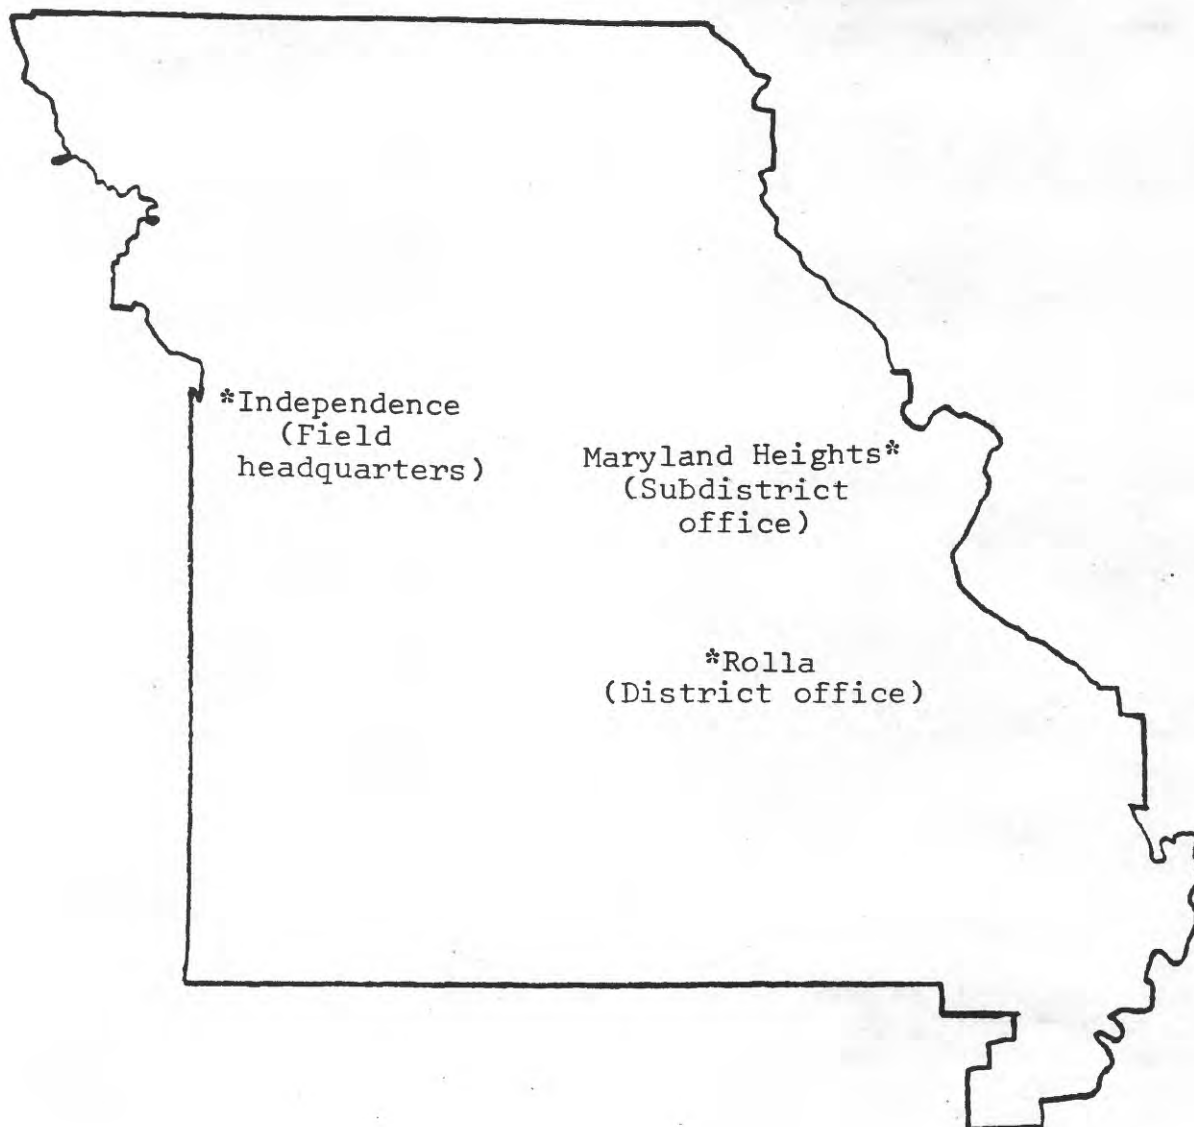 *Independence
(Field
headquarters)
Maryland Heights*
(Subdistrict
office)
*Rolla
(District office)